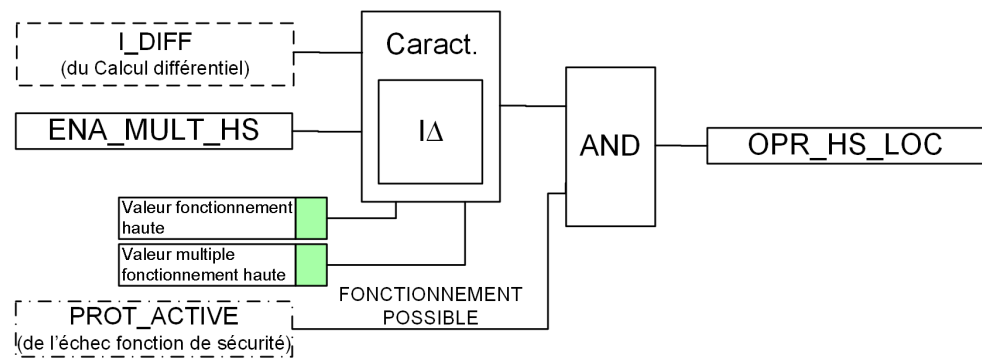 I_DIFF
(du Calcul différentiel)
Caract.
I∆
ENA_MULT_HS
AND
OPR_HS_LOC
Valeur fonctionnement
haute
Valeur multiple
fonctionnement haute
FONCTIONNEMENT
POSSIBLE
PROT_ACTIVE
(de l'échec fonction de sécurité)